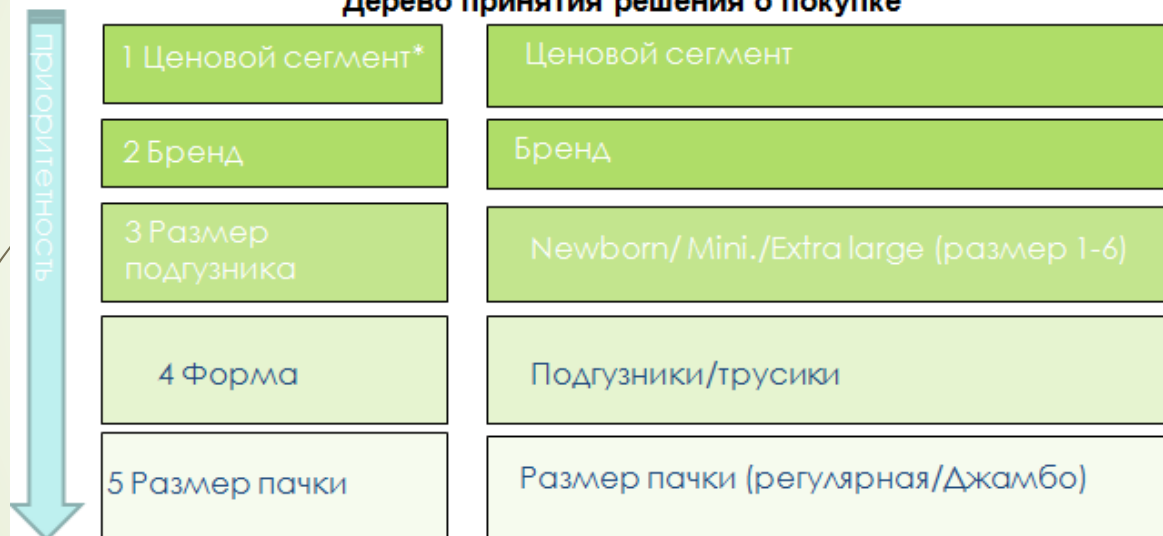 Дерево принятия решения о покупке
приоритетность
1 Ценовой сегмент*
Ценовой сегмент
2 Бренд
Бренд
3 Размер
подгузника
Newborn/ Mini./Extra large (размер 1-6)
4 Форма
Подгузники/трусики
5 Размер пачки
Размер пачки (регулярная/Джамбо)